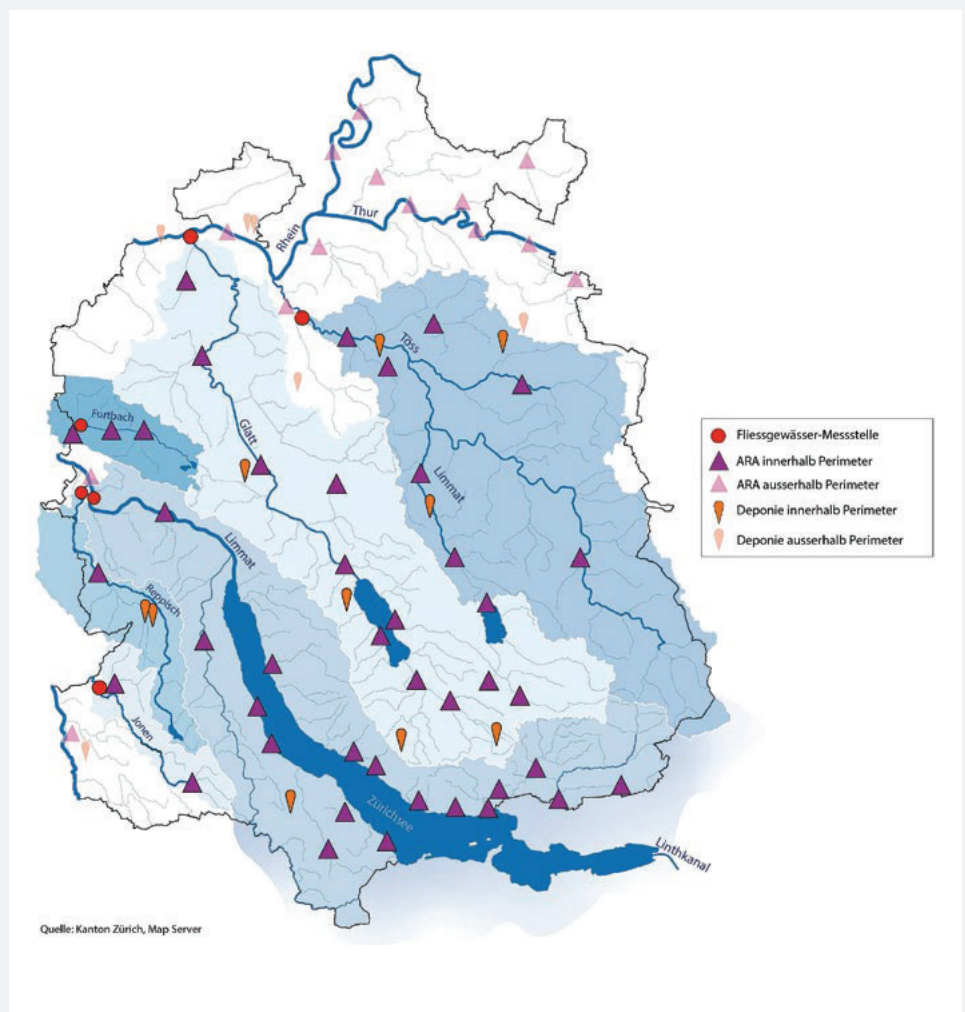 Rhein
Thur
Töss
Furtbach
Glatt
Limmat
Limmat
Reppisch
Jonen
Zürichsee
Linthkanal
Fliessgewässer-Messstelle
ARA innerhalb Perimeter
ARA ausserhalb Perimeter
Deponie innerhalb Perimeter
Deponie ausserhalb Perimeter
Quelle: Kanton Zürich, Map Server